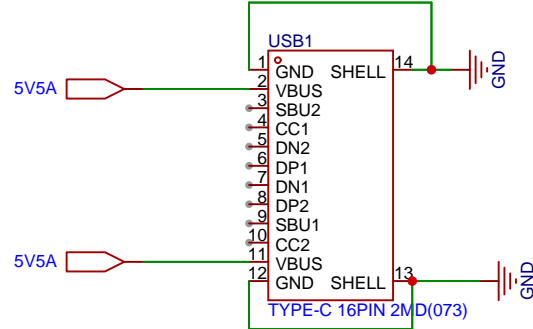 USB1
1 GND SHELL 14 GND
5V5A 2 VBUS
3 SBU2
4 CC1
5 DN2
6 DP1
7 DN1
8 DP2
9 SBU1
10 CC2
5V5A 11 VBUS
12 GND SHELL 13 GND
TYPE-C 16PIN 2MD(073)